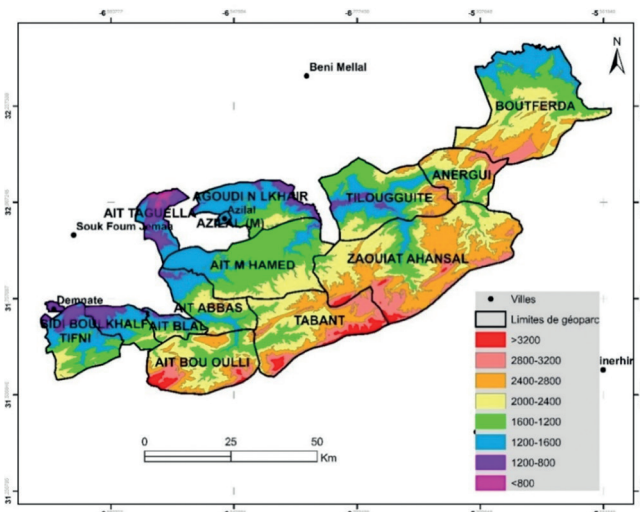 N
Beni Mellal
BOUTFERDA
ANERGUI
AGOUDI N LKHAIR
TILOUGGUITE
AIT TAGUELLA
Azilal
AZILAL (M)
Souk Foum Jemaa
ZAOUIAT AHANSAL
AIT M HAMED
Demnate
AIT ABBAS
SIDI BOULKHALF
AIT BLAL
TABANT
TIFNI
AIT BOU OULLI
inerhir
Villes
Limites de géoparc
>3200
2800-3200
2400-2800
2000-2400
1600-1200
1200-1600
1200-800
<800
0 25 50
Km